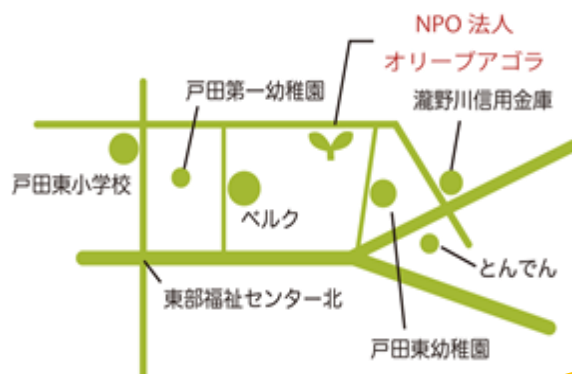 NPO 法人
オリーブアゴラ
戸田第一幼稚園
瀧野川信用金庫
戸田東小学校
ベルク
とんでん
東部福祉センター北
戸田東幼稚園